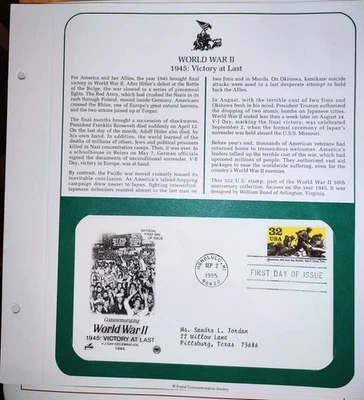 WORLD WAR II
1945: Victory at Last
For America and her Allies, the year 1945 brought final
victory in World War II. After Hitler's defeat at the Battle
of the Bulge, the war slowed to a series of piecemeal
fights. The Red Army, which had crushed the Nazis in its
rush through Poland, moved inside Germany. Americans
crossed the Rhine, one of Europe's great natural barriers,
and the two armies joined at Torgau.
The final months brought a succession of shockwaves.
President Franklin Roosevelt died suddenly on April 12.
On the last day of the month, Adolf Hitler also died, by
his own hand. In addition, the world learned of the
deaths of millions of others, Jews and political prisoners
killed in Nazi concentration camps. Then, it was over. In
a schoolhouse in Reims on May 7, German officials
signed the documents of unconditional surrender. V-E
Day, victory in Europe, was at hand.
By contrast, the Pacific war moved violently toward its
inevitable conclusion. As America's island-hopping
campaign drew nearer to Japan, fighting intensified.
Japanese defenders resisted almost to the last man on
Iwo Jima and in Manila. On Okinawa, kamikaze suicide
attacks were used in a last desperate attempt to hold
back the Allies.
In August, with the terrible cost of Iwo Jima and
Okinawa fresh in his mind, President Truman authorized
the dropping of two atomic bombs on Japanese cities.
World War II ended less than a week later on August 14.
V-J Day, marking the final victory, was celebrated
September 2, when the formal ceremony of Japan's
surrender was held aboard the U.S.S. Missouri.
Before year's end, thousands of American veterans had
returned home to tremendous welcomes. As America's
leaders tallied up the terrible cost of the war, which had
uprooted millions of people, They authorized vast aid
packages to ease the worldwide suffering, even for the
country's World War II enemies.
This 32¢ U.S. stamp, part of the World War II 50th
anniversary collection, focuses on the year 1945. It was
designed by William Bond of Arlington, Virginia.
OFFICIAL
FIRST DAY
OF ISSUE
Commemorating
World War II
1945: VICTORY AT LAST
V-J DAY CELEBRATION
1995
HONOLULU, HI
SEP 2
1995
96820
32
USA
FIRST DAY OF ISSUE
Ms. Sandra L. Jordan
11 Willow Lane
Pittsburg, Texas 75686
© Postal Commemorative Society